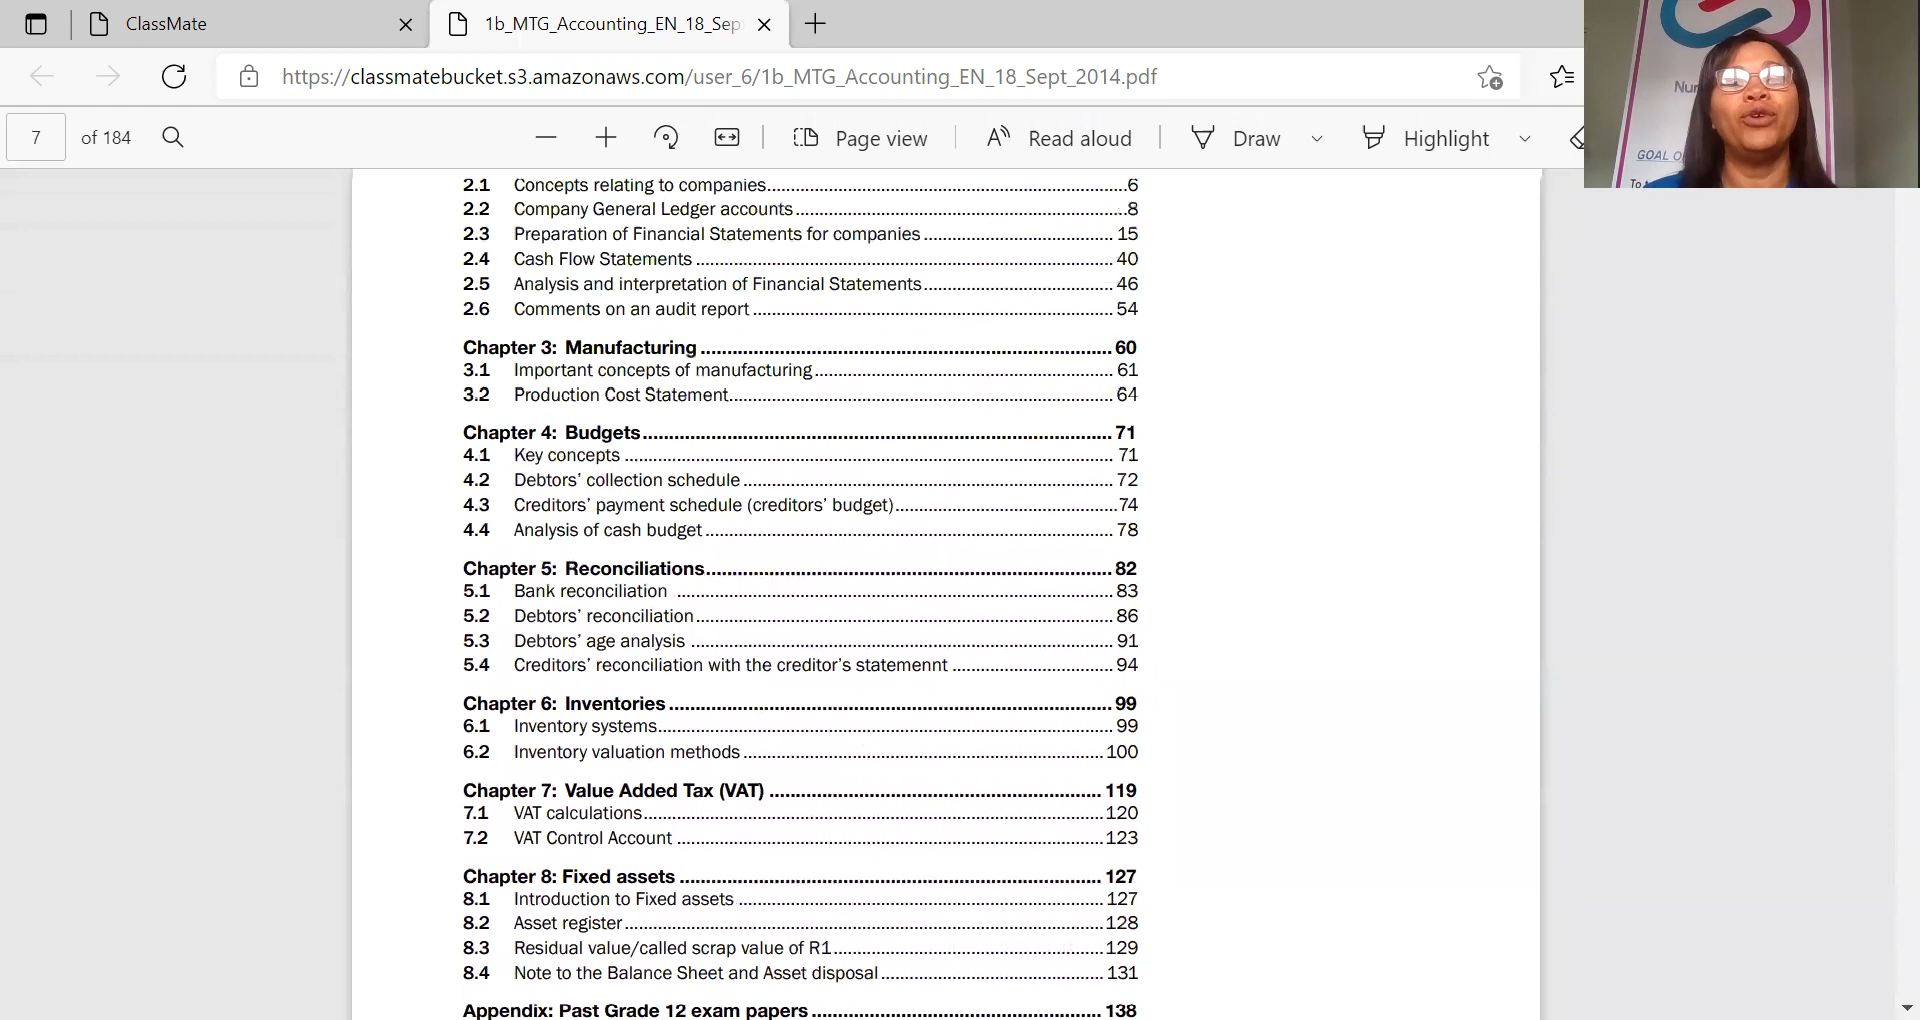 ClassMate
1b_MTG_Accounting_EN_18_Sep
https://classmatebucket.s3.amazonaws.com/user_6/1b_MTG_Accounting_EN_18_Sept_2014.pdf
7 of 184
Page view
Read aloud
Draw
Highlight
GOAL
2.1 Concepts relating to companies 6
2.2 Company General Ledger accounts 8
2.3 Preparation of Financial Statements for companies 15
2.4 Cash Flow Statements 40
2.5 Analysis and interpretation of Financial Statements 46
2.6 Comments on an audit report 54
Chapter 3: Manufacturing 60
3.1 Important concepts of manufacturing 61
3.2 Production Cost Statement 64
Chapter 4: Budgets 71
4.1 Key concepts 71
4.2 Debtors’ collection schedule 72
4.3 Creditors’ payment schedule (creditors’ budget) 74
4.4 Analysis of cash budget 78
Chapter 5: Reconciliations 82
5.1 Bank reconciliation 83
5.2 Debtors’ reconciliation 86
5.3 Debtors’ age analysis 91
5.4 Creditors’ reconciliation with the creditor’s statemennt 94
Chapter 6: Inventories 99
6.1 Inventory systems 99
6.2 Inventory valuation methods 100
Chapter 7: Value Added Tax (VAT) 119
7.1 VAT calculations 120
7.2 VAT Control Account 123
Chapter 8: Fixed assets 127
8.1 Introduction to Fixed assets 127
8.2 Asset register 128
8.3 Residual value/called scrap value of R1 129
8.4 Note to the Balance Sheet and Asset disposal 131
Appendix: Past Grade 12 exam papers 138